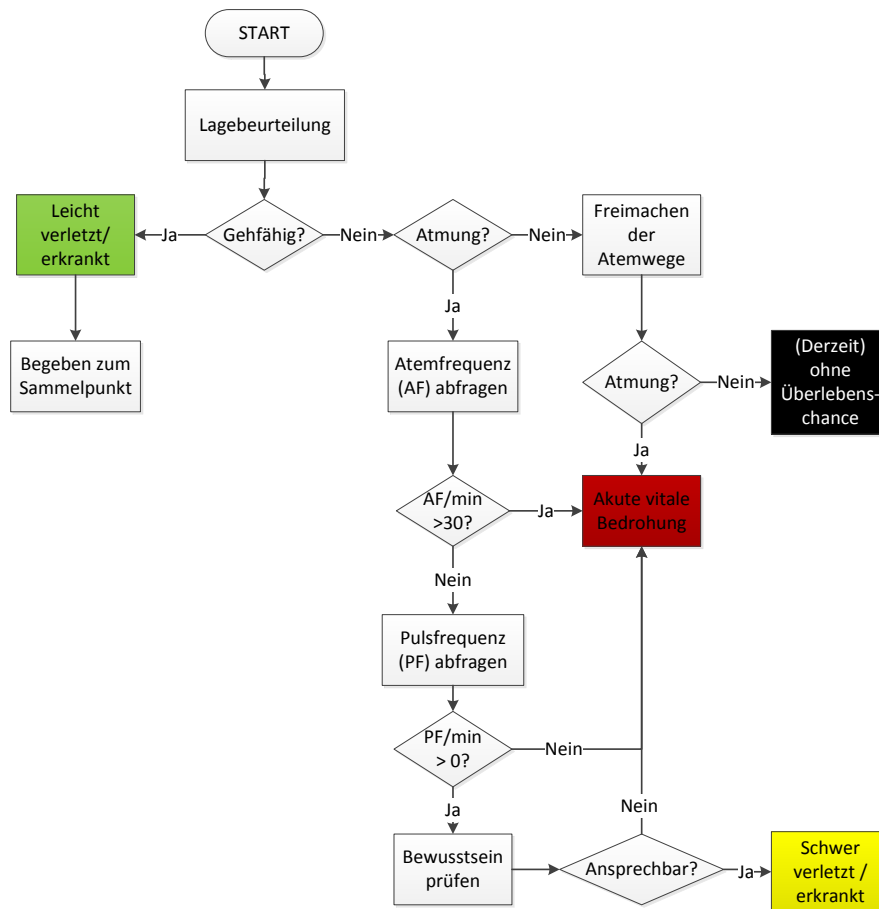 START
Lagebeurteilung
Leicht
verletzt/
erkrankt
Ja
Gehfähig?
Nein
Atmung?
Nein
Freimachen
der
Atemwege
Ja
Begeben zum
Sammelpunkt
Atemfrequenz
(AF) abfragen
Atmung?
Nein
(Derzeit)
ohne
Überlebens-
chance
Ja
AF/min
>30?
Ja
Akute vitale
Bedrohung
Nein
Pulsfrequenz
(PF) abfragen
PF/min
> 0?
Nein
Ja
Nein
Bewusstsein
prüfen
Ansprechbar?
Ja
Schwer
verletzt /
erkrankt